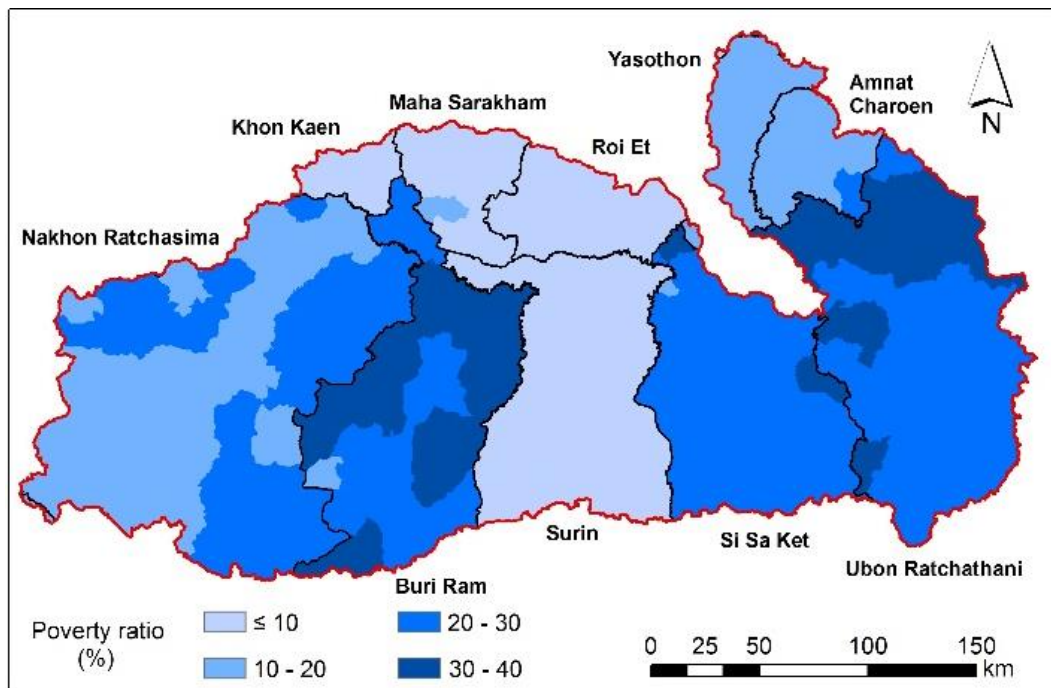 Yasothon
Amnat
Charoen
N
Maha Sarakham
Khon Kaen
Roi Et
Nakhon Ratchasima
Surin
Si Sa Ket
Ubon Ratchathani
Buri Ram
Poverty ratio
(%)
≤ 10
20 - 30
10 - 20
30 - 40
0 25 50 100 150
km